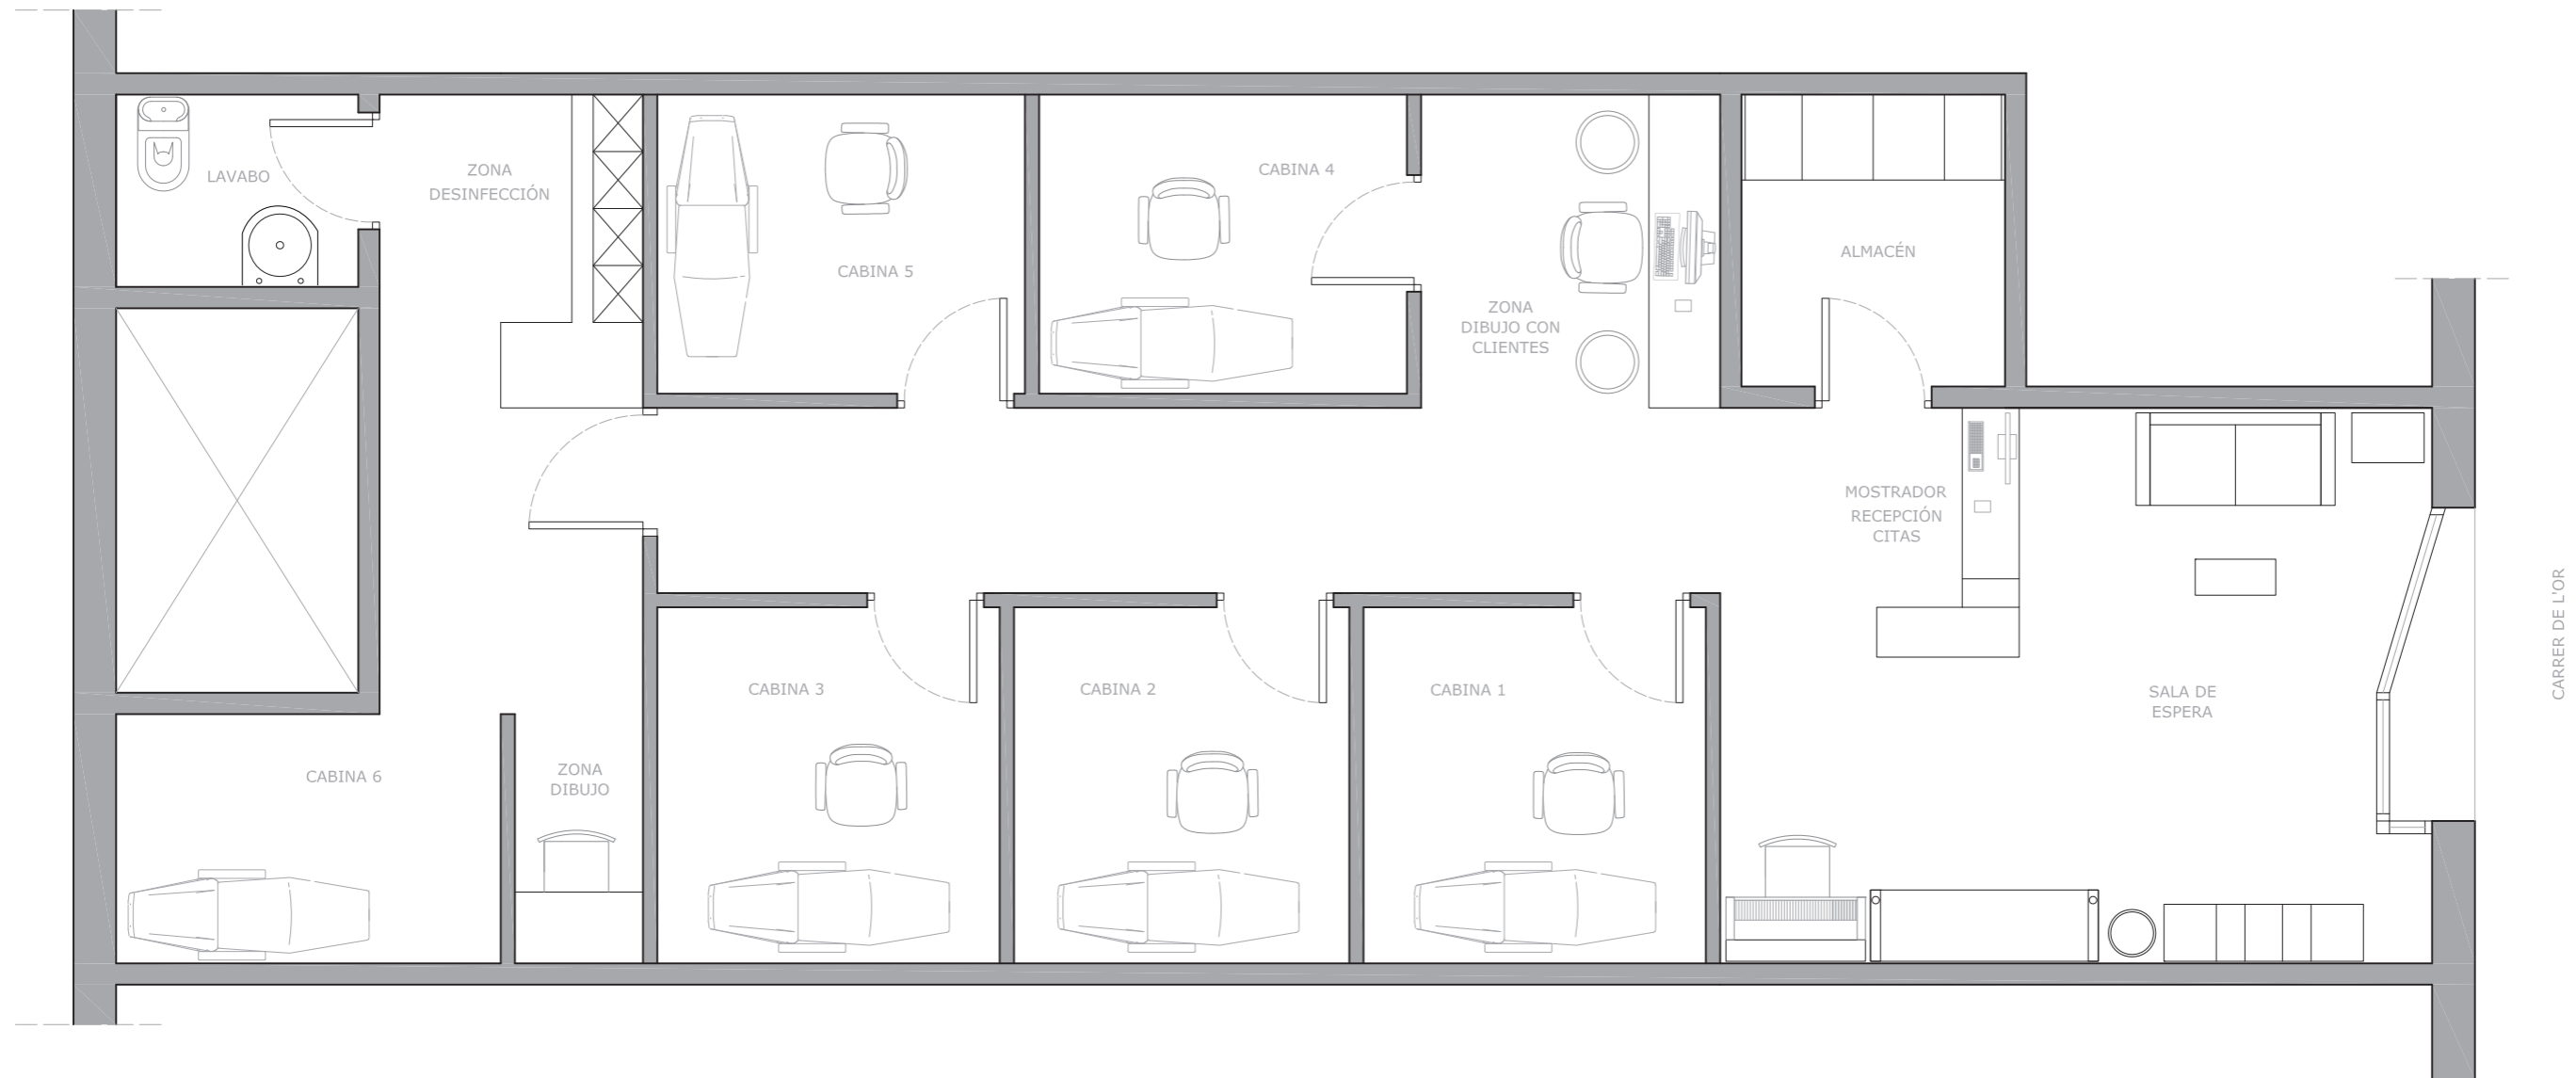 LAVABO
ZONA
DESINFECCIÓN
CABINA 5
CABINA 4
ZONA
DIBUJO CON
CLIENTES
ALMACÉN
MOSTRADOR
RECEPCIÓN
CITAS
CABINA 6
ZONA
DIBUJO
CABINA 3
CABINA 2
CABINA 1
SALA DE
ESPERA
CARRER DE L'OR